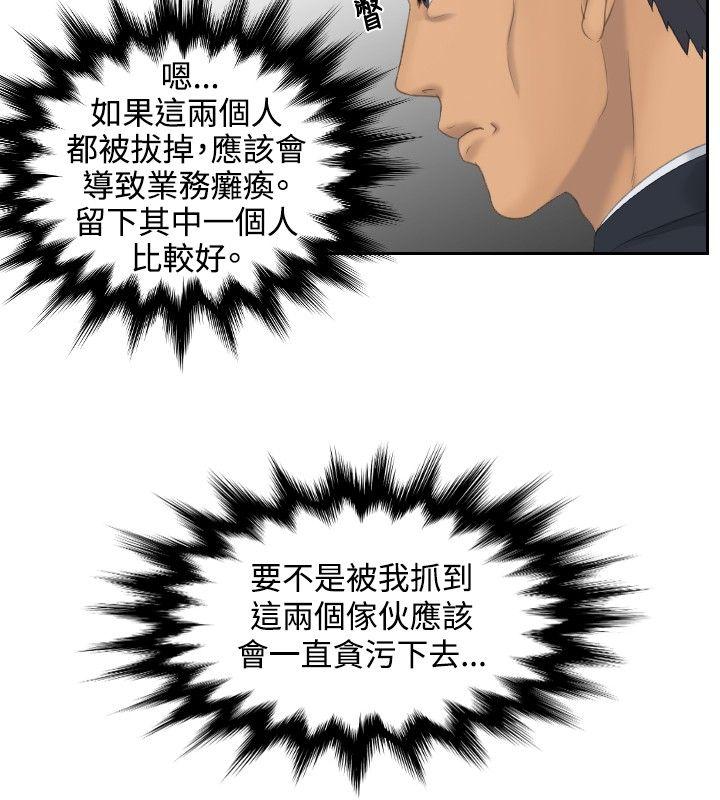 瞥
嗯...
如果這兩個人
都被拔掉,應該會
導致業務癱瘓。
留下其中一個人
比較好。
要不是被我抓到
這兩個傢伙應該
會一直貪污下去...